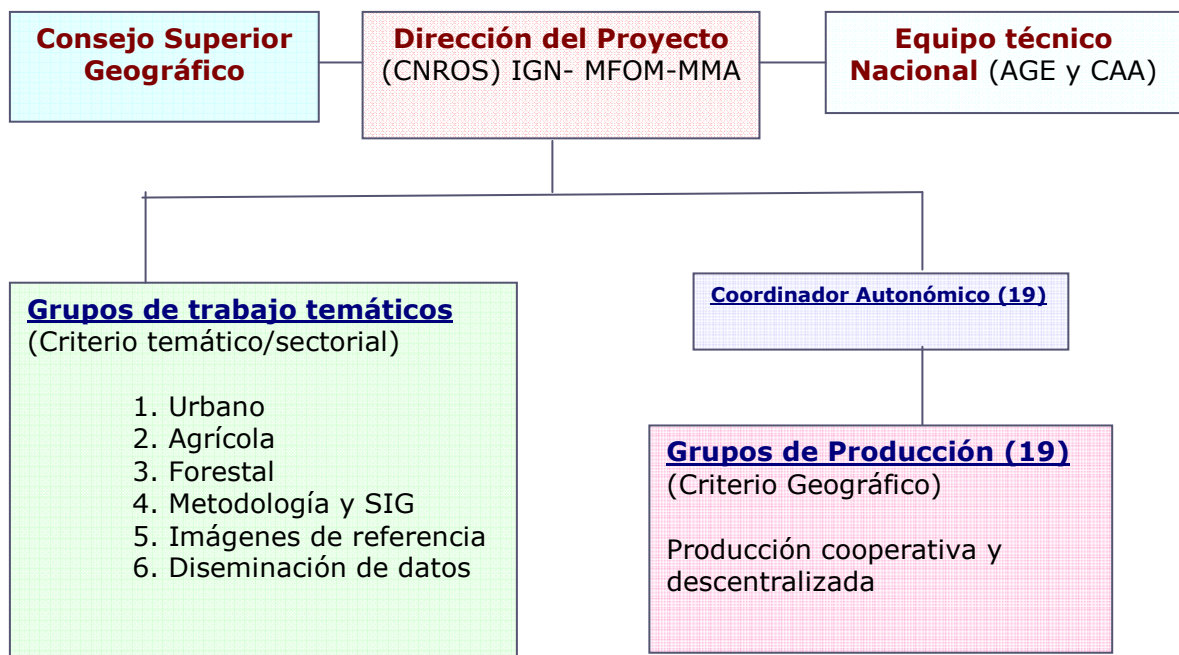 Consejo Superior
Geográfico
Dirección del Proyecto
(CNROS) IGN- MFOM-MMA
Equipo técnico
Nacional (AGE y CAA)
Grupos de trabajo temáticos
(Criterio temático/sectorial)
1. Urbano
2. Agrícola
3. Forestal
4. Metodología y SIG
5. Imágenes de referencia
6. Diseminación de datos
Coordinador Autonómico (19)
Grupos de Producción (19)
(Criterio Geográfico)
Producción cooperativa y
descentralizada